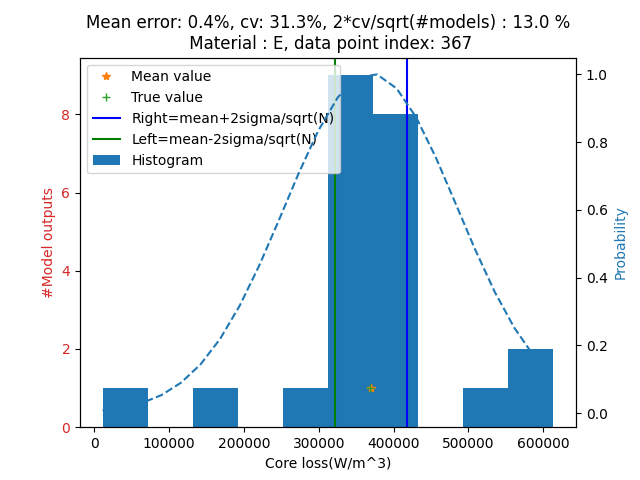 Mean error: 0.4%, cv: 31.3%, 2*cv/sqrt(#models) : 13.0 %
Material : E, data point index: 367
Mean value
True value
Right=mean+2sigma/sqrt(N)
Left=mean-2sigma/sqrt(N)
Histogram
#Model outputs
8
6
4
2
0
1.0
0.8
0.6
0.4
0.2
0.0
Probability
0 100000 200000 300000 400000 500000 600000
Core loss(W/m^3)